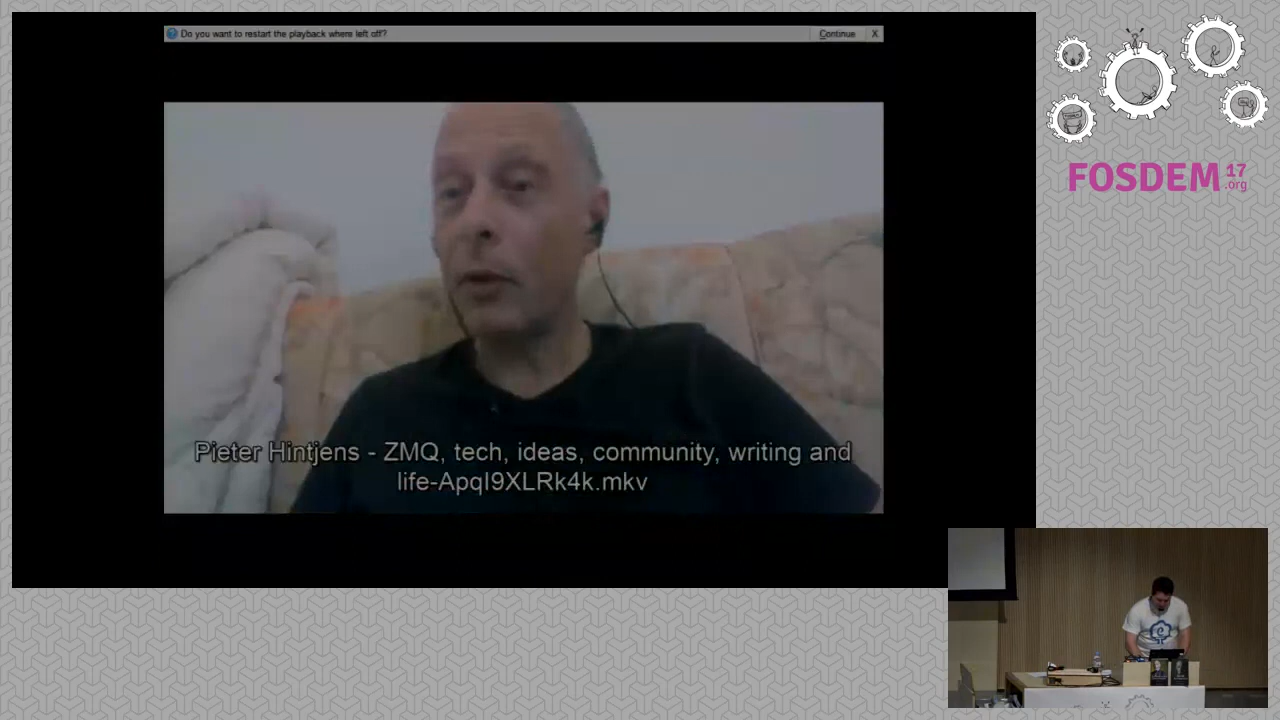 Do you want to restart the playback where left off?
Continue X
Pieter Hintjens - ZMQ, tech, ideas, community, writing and
life-ApqI9XLRk4k.mkv
FOSDEM 17
.org